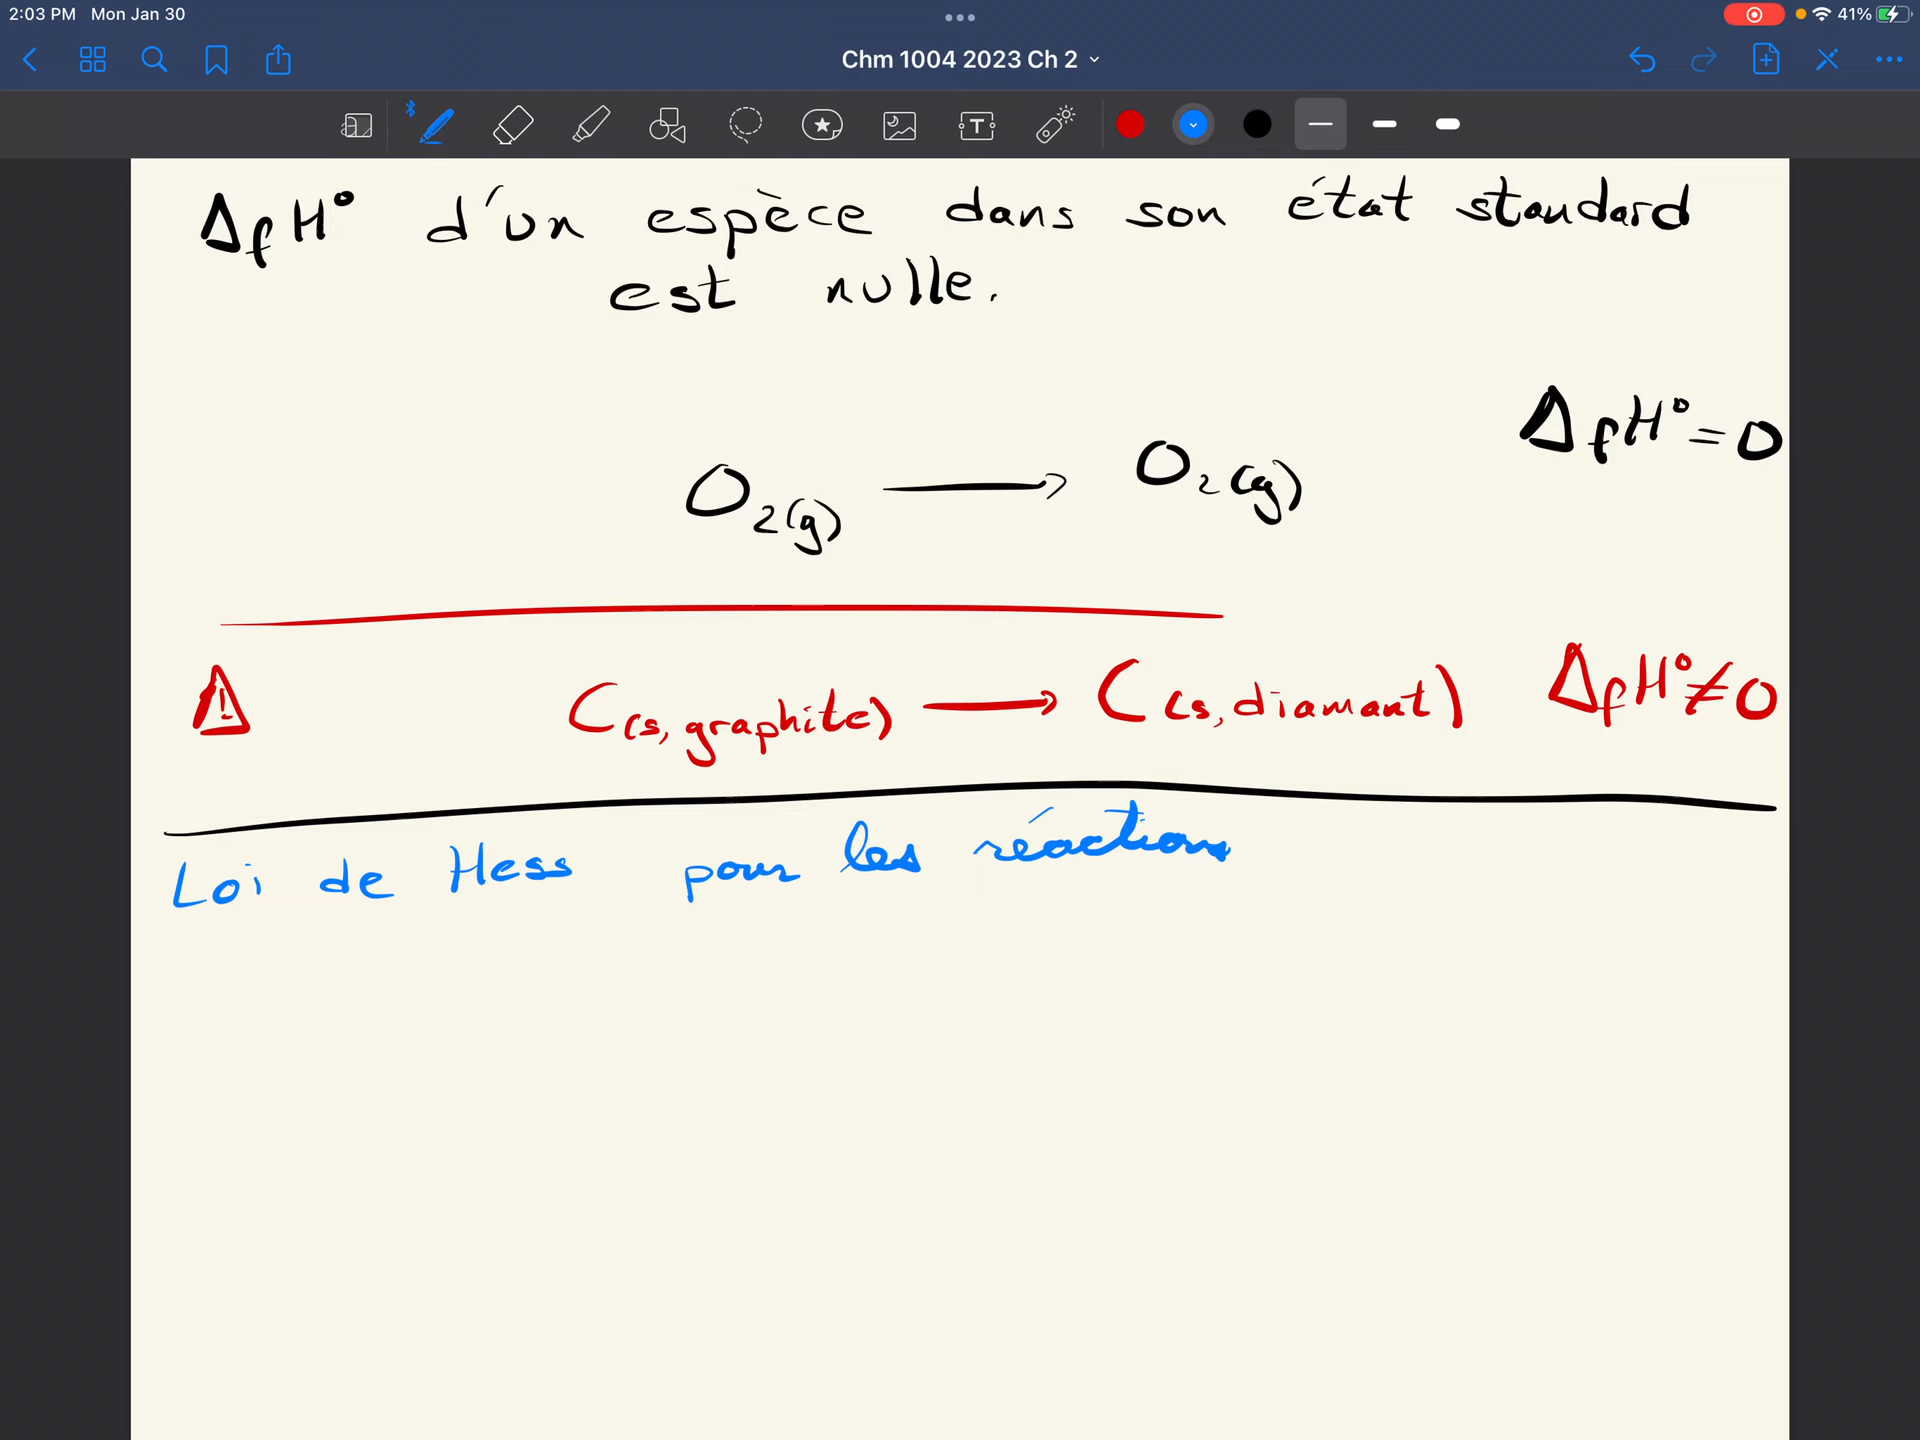 2:03 PM Mon Jan 30
41%
Chm 1004 2023 Ch 2
ΔfH° d'un espèce dans son état standard
est nulle.
ΔfH° = 0
O2(g) ⟶ O2(g)
⚠ C(s, graphite) ⟶ C(s, diamant) ΔfH° ≠ 0
Loi de Hess pour les réactions